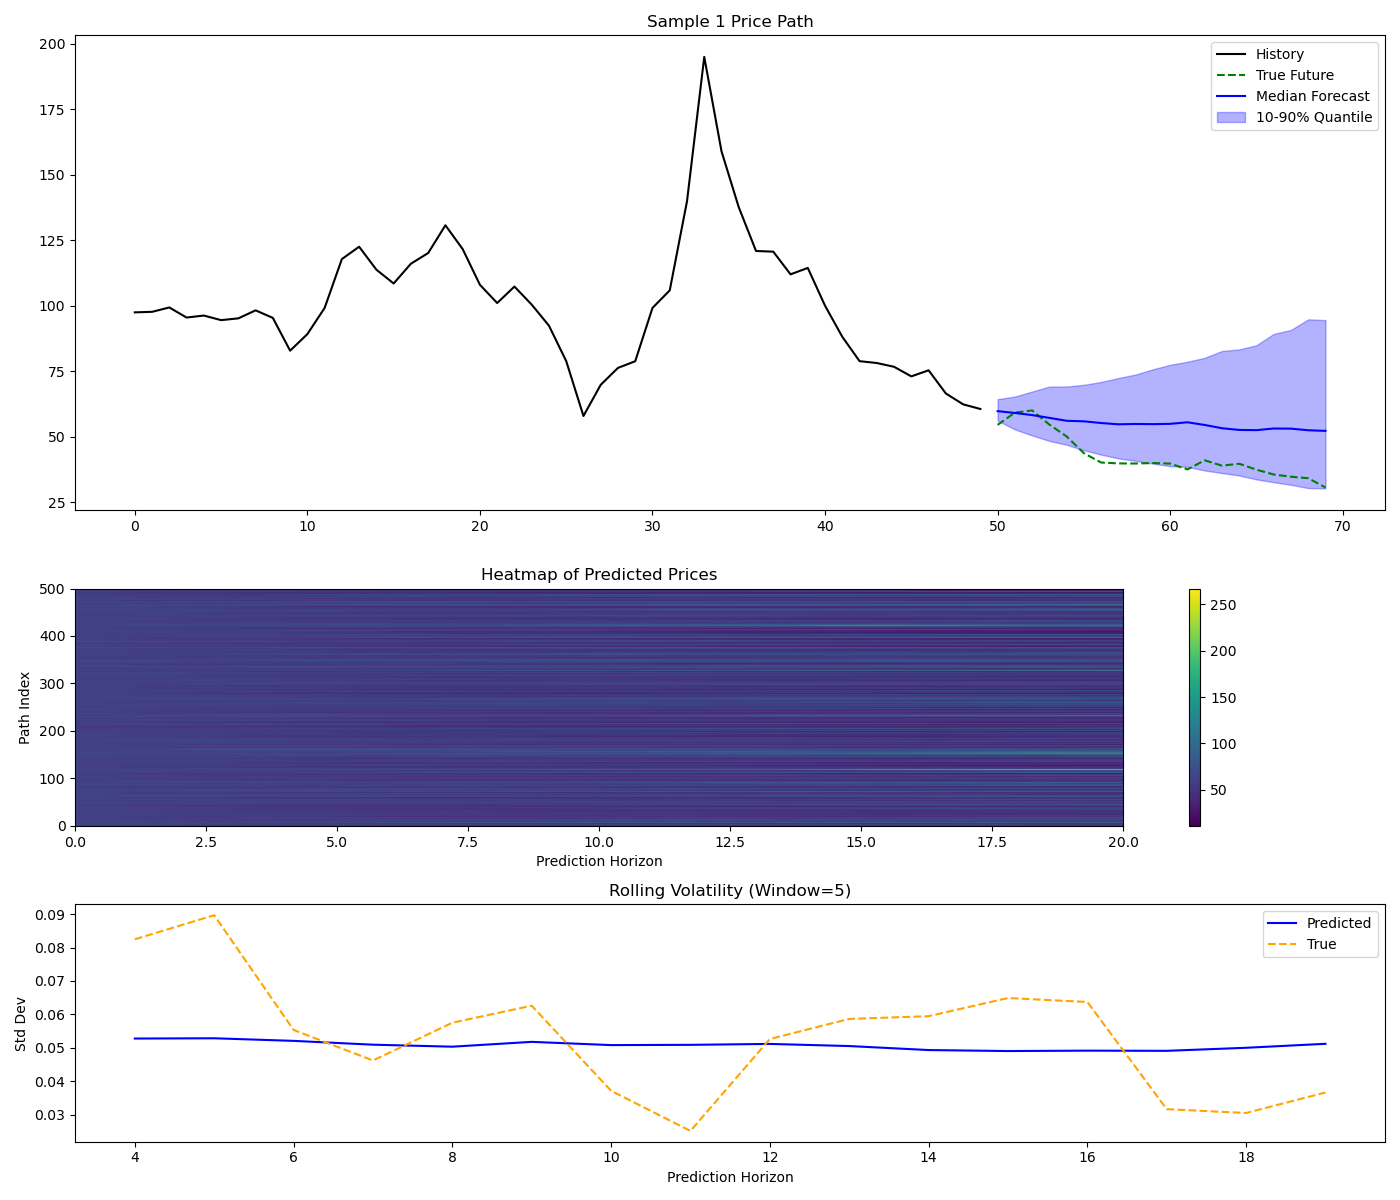 Sample 1 Price Path
200
175
150
125
100
75
50
25
History
True Future
Median Forecast
10-90% Quantile
0 10 20 30 40 50 60 70
Heatmap of Predicted Prices
Path Index
500
400
300
200
100
0
0.0 2.5 5.0 7.5 10.0 12.5 15.0 17.5 20.0
Prediction Horizon
250
200
150
100
50
Rolling Volatility (Window=5)
Std Dev
0.09
0.08
0.07
0.06
0.05
0.04
0.03
Predicted
True
4 6 8 10 12 14 16 18
Prediction Horizon